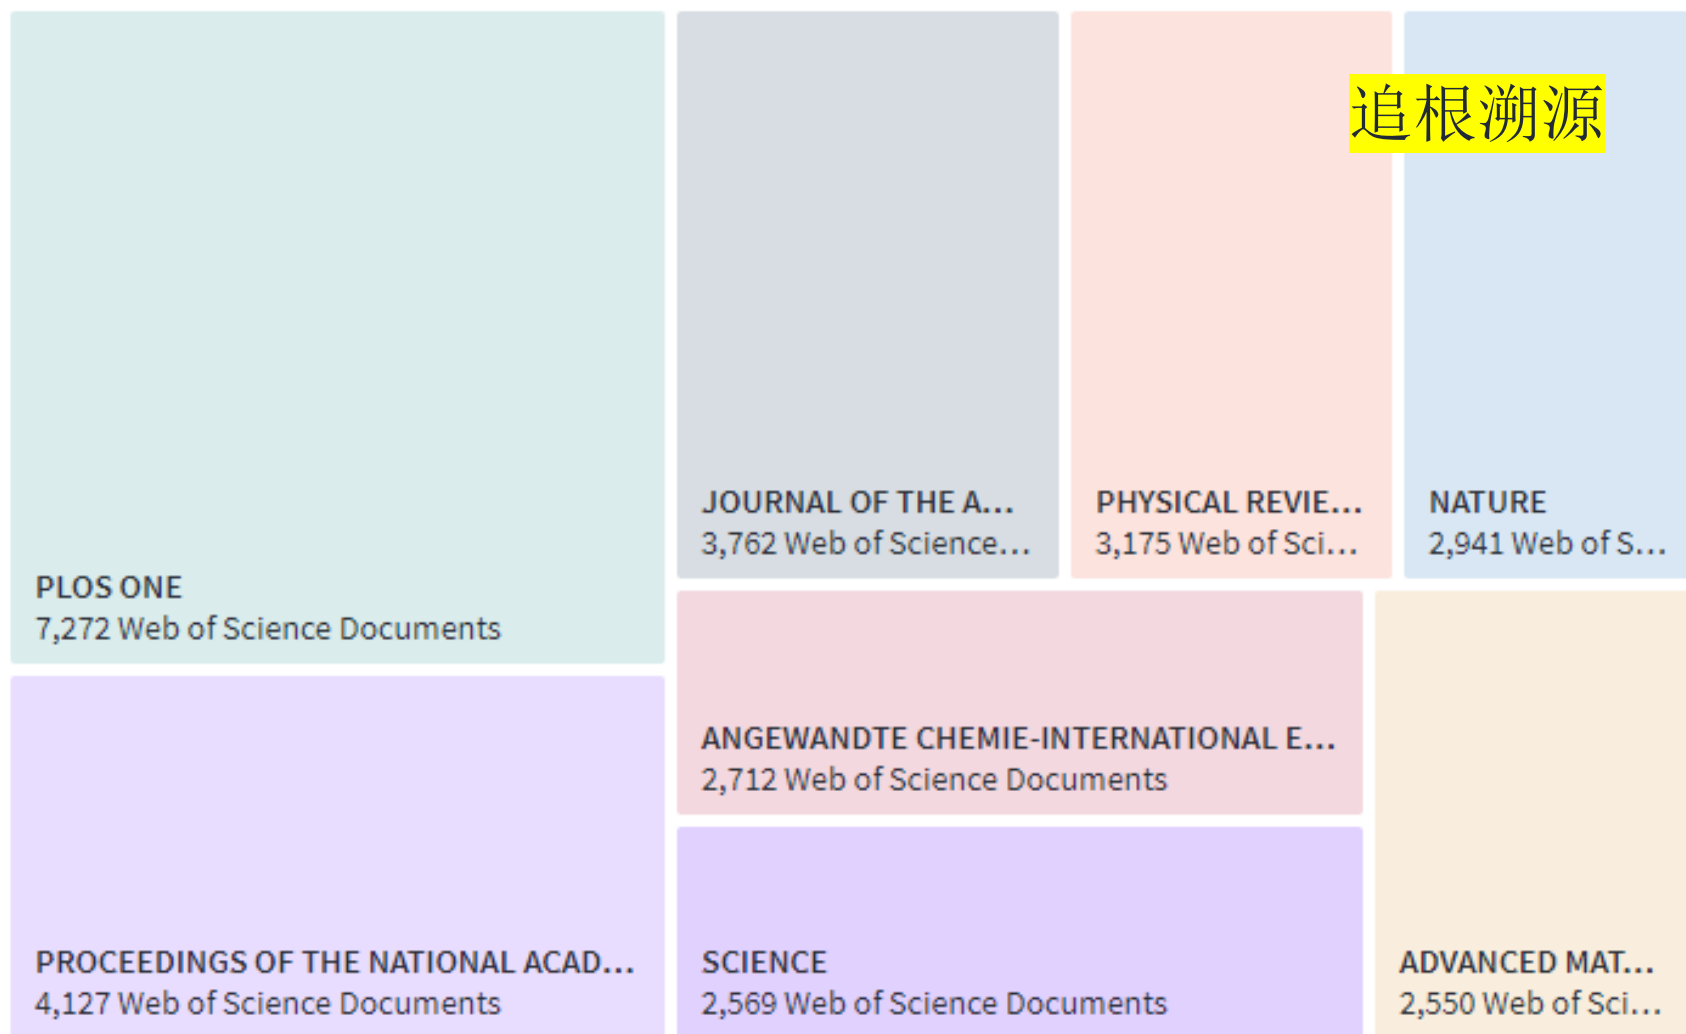 追根溯源
JOURNAL OF THE A...
3,762 Web of Science...
PHYSICAL REVIE...
3,175 Web of Sci...
NATURE
2,941 Web of S...
PLOS ONE
7,272 Web of Science Documents
ANGEWANDTE CHEMIE-INTERNATIONAL E...
2,712 Web of Science Documents
PROCEEDINGS OF THE NATIONAL ACAD...
4,127 Web of Science Documents
SCIENCE
2,569 Web of Science Documents
ADVANCED MAT...
2,550 Web of Sci...